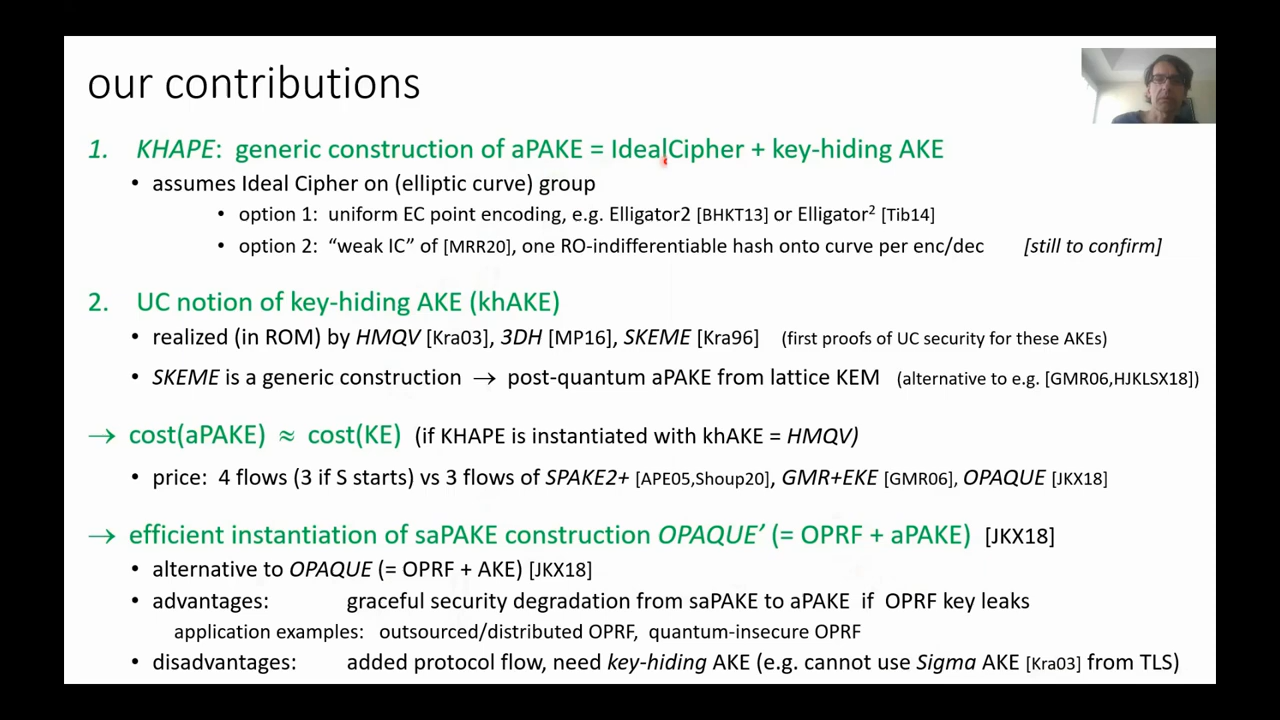 our contributions
1. KHAPE: generic construction of aPAKE = IdealCipher + key-hiding AKE
• assumes Ideal Cipher on (elliptic curve) group
• option 1: uniform EC point encoding, e.g. Elligator2 [BHKT13] or Elligator² [Tib14]
• option 2: “weak IC” of [MRR20], one RO-indifferentiable hash onto curve per enc/dec [still to confirm]
2. UC notion of key-hiding AKE (khAKE)
• realized (in ROM) by HMQV [Kra03], 3DH [MP16], SKEME [Kra96] (first proofs of UC security for these AKEs)
• SKEME is a generic construction → post-quantum aPAKE from lattice KEM (alternative to e.g. [GMR06,HJKLSX18])
→ cost(aPAKE) ≈ cost(KE) (if KHAPE is instantiated with khAKE = HMQV)
• price: 4 flows (3 if S starts) vs 3 flows of SPAKE2+ [APE05,Shoup20], GMR+EKE [GMR06], OPAQUE [JKX18]
→ efficient instantiation of saPAKE construction OPAQUE’ (= OPRF + aPAKE) [JKX18]
• alternative to OPAQUE (= OPRF + AKE) [JKX18]
• advantages: graceful security degradation from saPAKE to aPAKE if OPRF key leaks
application examples: outsourced/distributed OPRF, quantum-insecure OPRF
• disadvantages: added protocol flow, need key-hiding AKE (e.g. cannot use Sigma AKE [Kra03] from TLS)